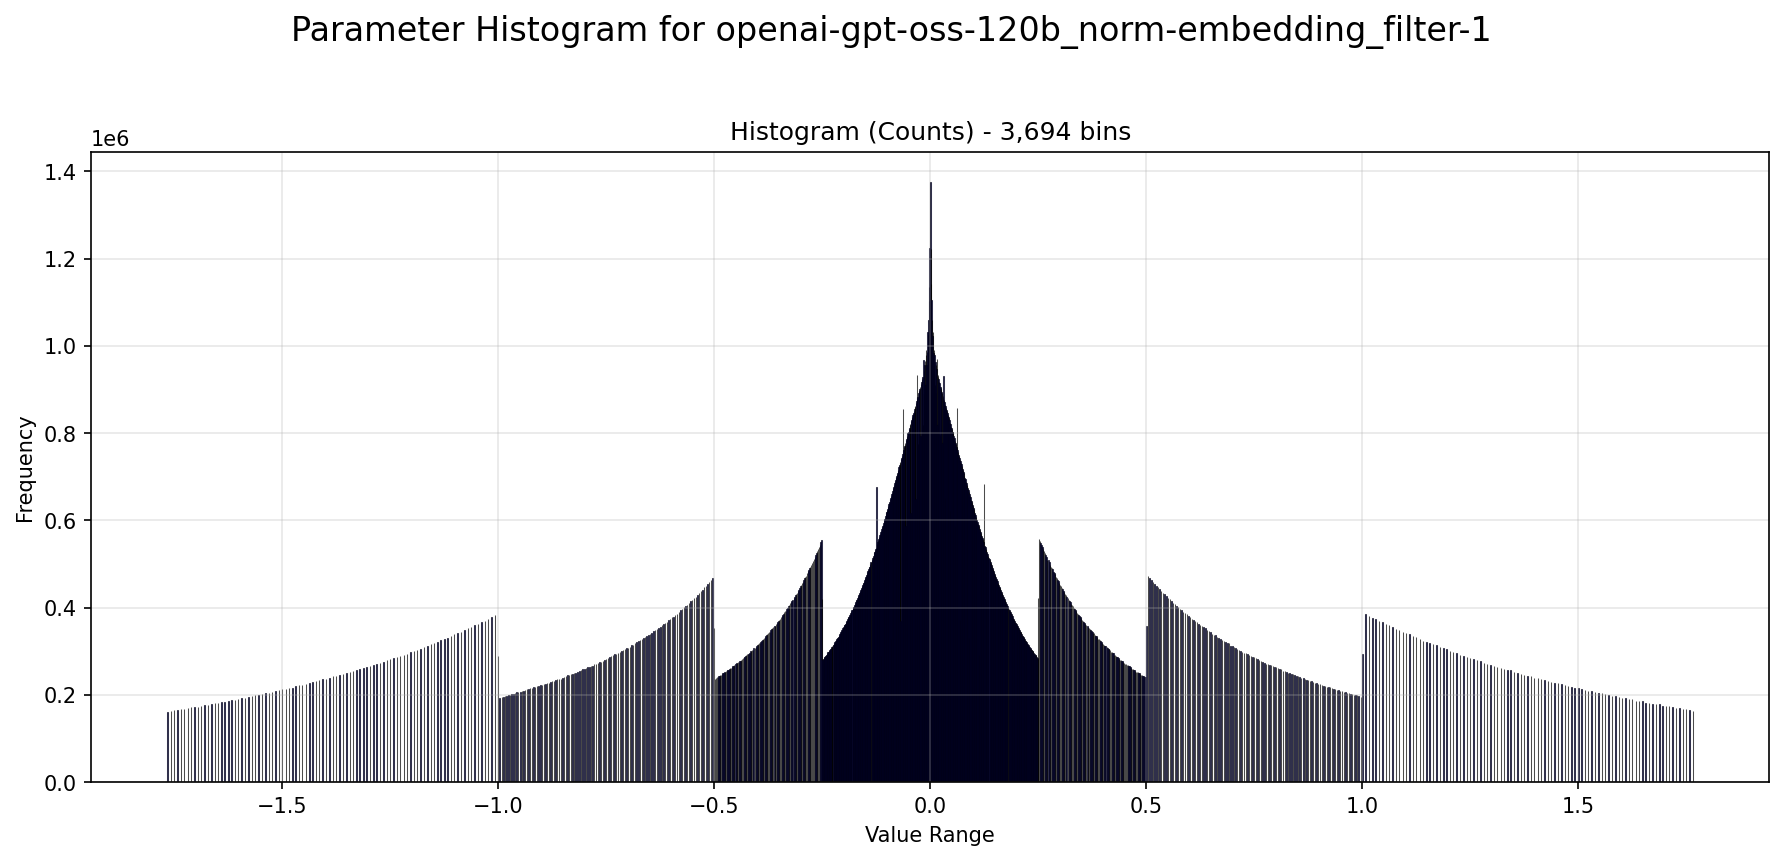 Parameter Histogram for openai-gpt-oss-120b_norm-embedding_filter-1
Histogram (Counts) - 3,694 bins
1e6
1.4
1.2
1.0
0.8
0.6
0.4
0.2
0.0
Frequency
−1.5 −1.0 −0.5 0.0 0.5 1.0 1.5
Value Range